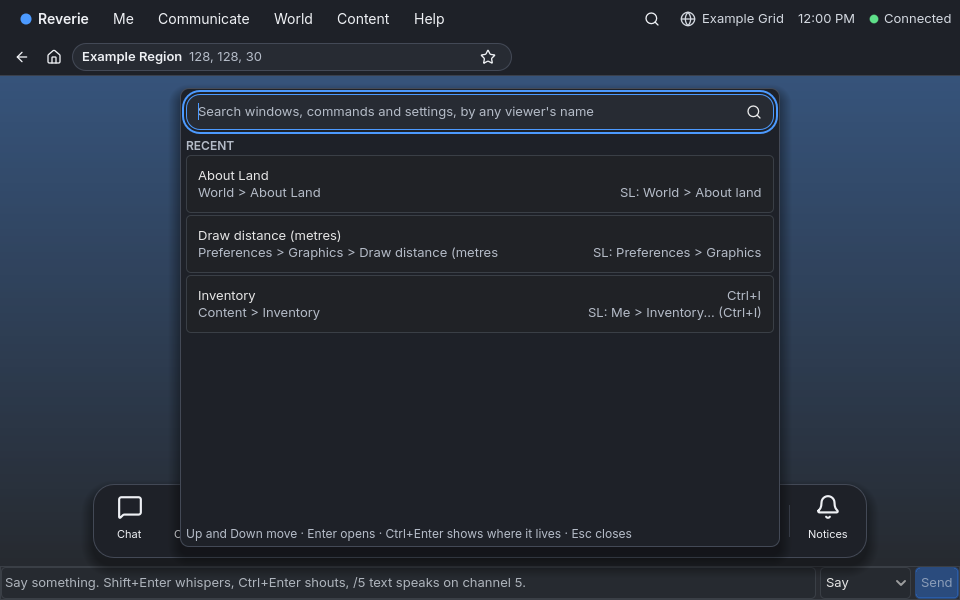 Reverie Me Communicate World Content Help Example Grid 12:00 PM Connected
Example Region 128, 128, 30
Search windows, commands and settings, by any viewer's name
RECENT
About Land
World > About Land SL: World > About land
Draw distance (metres)
Preferences > Graphics > Draw distance (metres SL: Preferences > Graphics
Inventory Ctrl+I
Content > Inventory SL: Me > Inventory... (Ctrl+I)
Chat Notices
Up and Down move · Enter opens · Ctrl+Enter shows where it lives · Esc closes
Say something. Shift+Enter whispers, Ctrl+Enter shouts, /5 text speaks on channel 5. Say Send